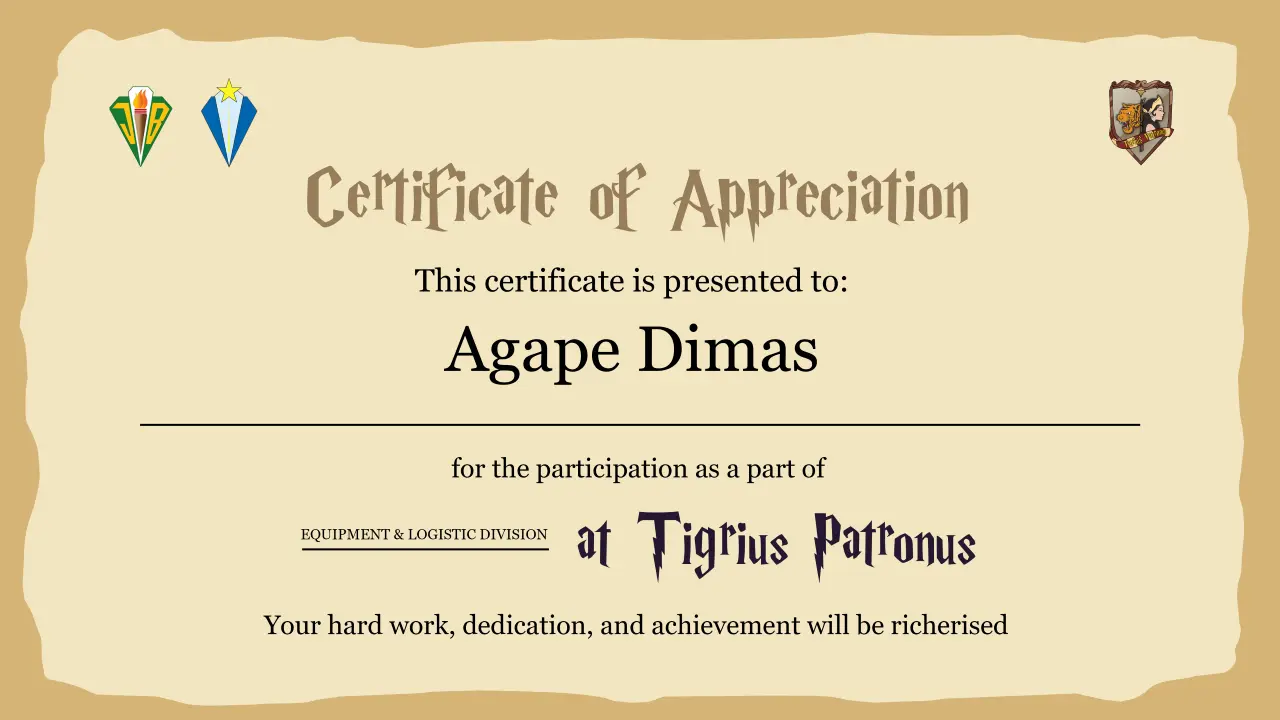 JB
Certificate of Appreciation
This certificate is presented to:
Agape Dimas
for the participation as a part of
EQUIPMENT & LOGISTIC DIVISION at Tigrius Patronus
Your hard work, dedication, and achievement will be richerised